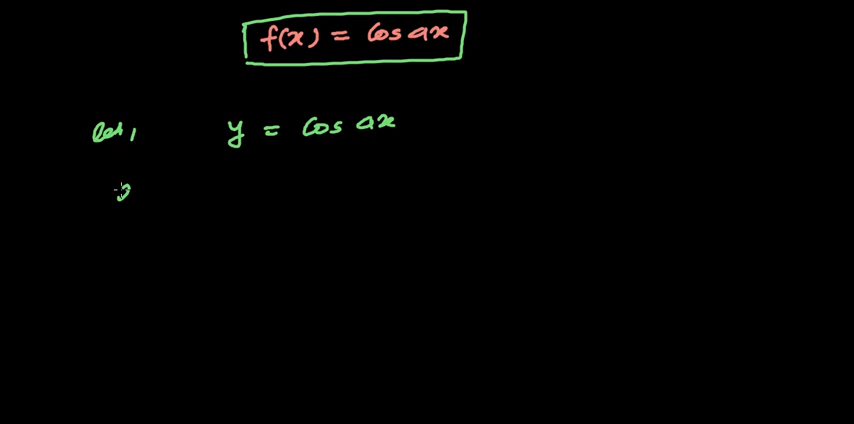 f(x) = cos ax
Let, y = cos ax